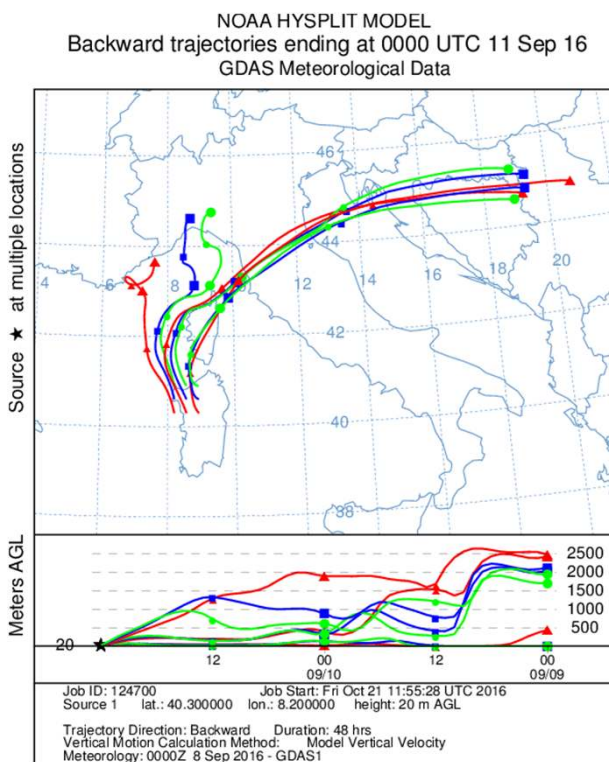 NOAA HYSPLIT MODEL
Backward trajectories ending at 0000 UTC 11 Sep 16
GDAS Meteorological Data
Source ★ at multiple locations
46
44
4 6 8 12 14 16 18 20
42
40
38
Meters AGL
2500
2000
1500
1000
500
20
12 00 12 00
09/10 09/09
Job ID: 124700 Job Start: Fri Oct 21 11:55:28 UTC 2016
Source 1 lat.: 40.300000 lon.: 8.200000 height: 20 m AGL
Trajectory Direction: Backward Duration: 48 hrs
Vertical Motion Calculation Method: Model Vertical Velocity
Meteorology: 0000Z 8 Sep 2016 - GDAS1